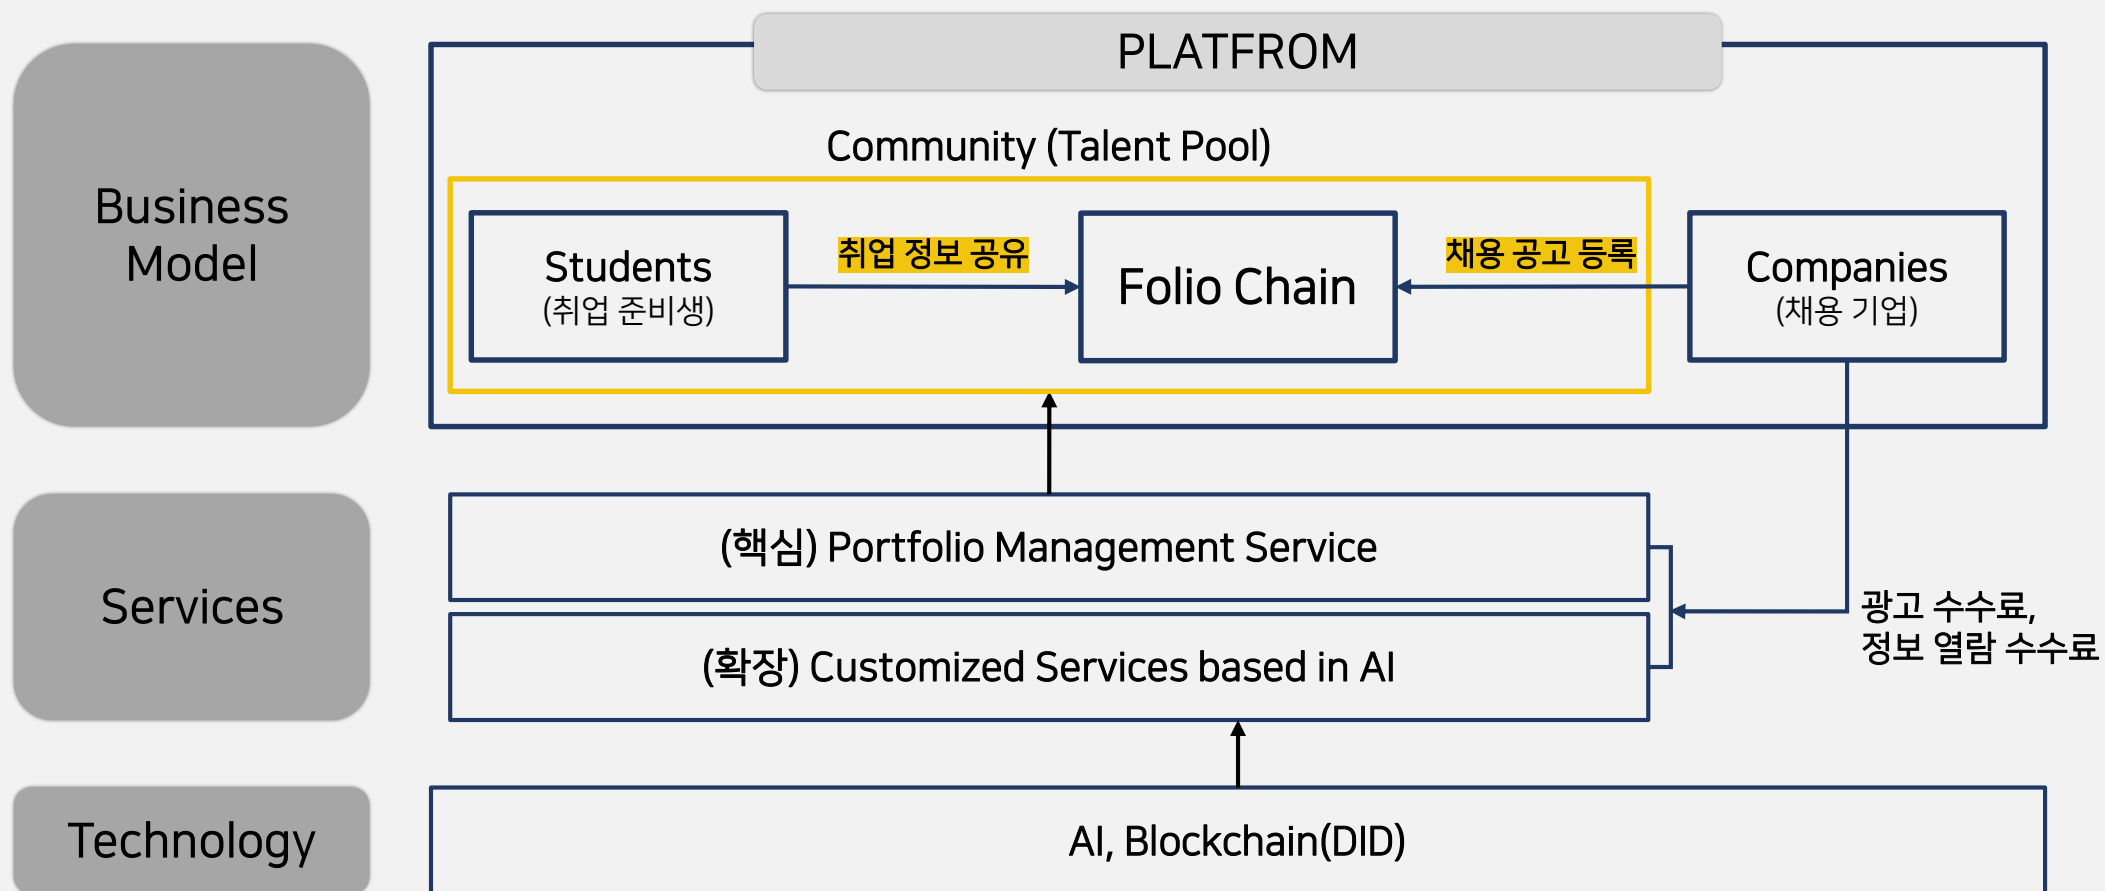 PLATFROM
Business
Model
Community (Talent Pool)
Students
(취업 준비생)
취업 정보 공유
Folio Chain
채용 공고 등록
Companies
(채용 기업)
Services
(핵심) Portfolio Management Service
(확장) Customized Services based in AI
광고 수수료,
정보 열람 수수료
Technology
AI, Blockchain(DID)